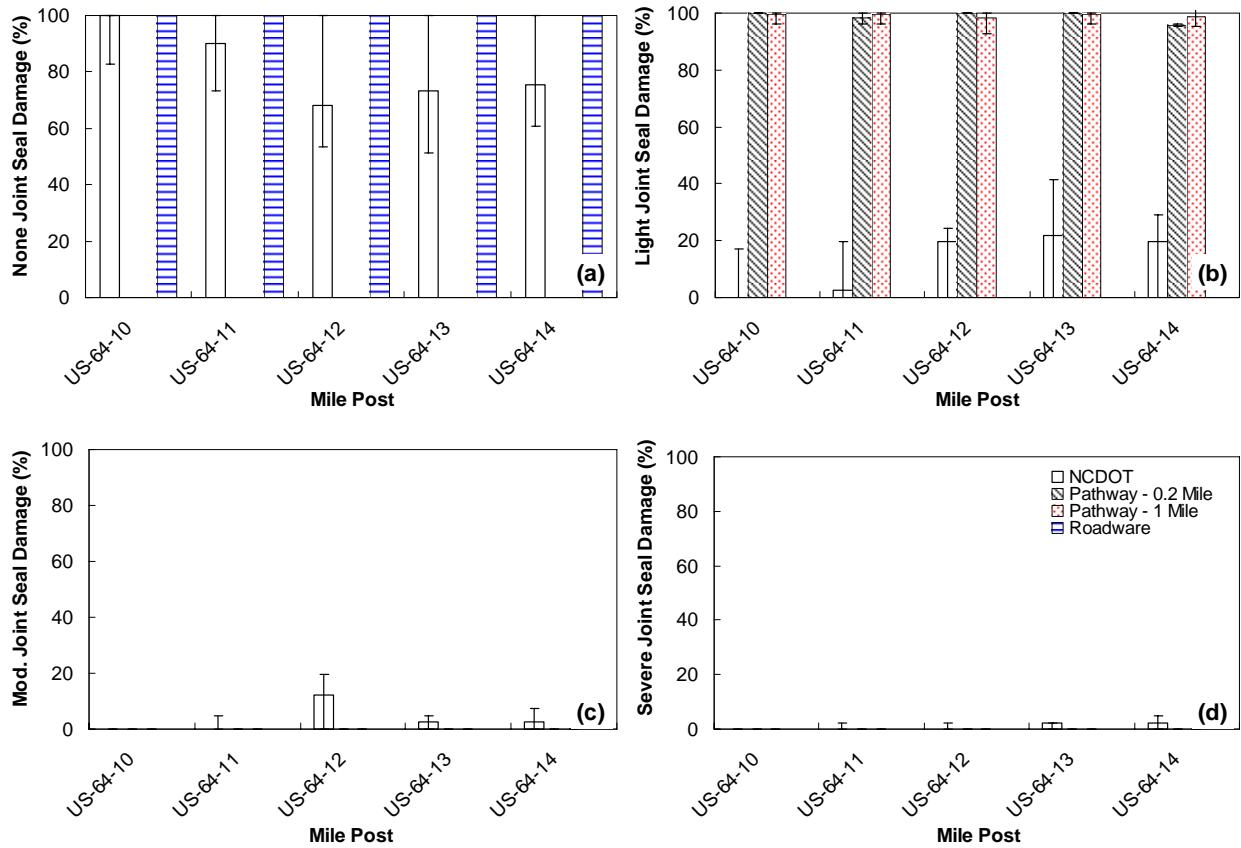 None Joint Seal Damage (%)
100
80
60
40
20
0
(a)
US-64-10
US-64-11
US-64-12
US-64-13
US-64-14
Mile Post
Light Joint Seal Damage (%)
100
80
60
40
20
0
(b)
US-64-10
US-64-11
US-64-12
US-64-13
US-64-14
Mile Post
Mod. Joint Seal Damage (%)
100
80
60
40
20
0
(c)
US-64-10
US-64-11
US-64-12
US-64-13
US-64-14
Mile Post
Severe Joint Seal Damage (%)
100
80
60
40
20
0
NCDOT
Pathway - 0.2 Mile
Pathway - 1 Mile
Roadware
(d)
US-64-10
US-64-11
US-64-12
US-64-13
US-64-14
Mile Post